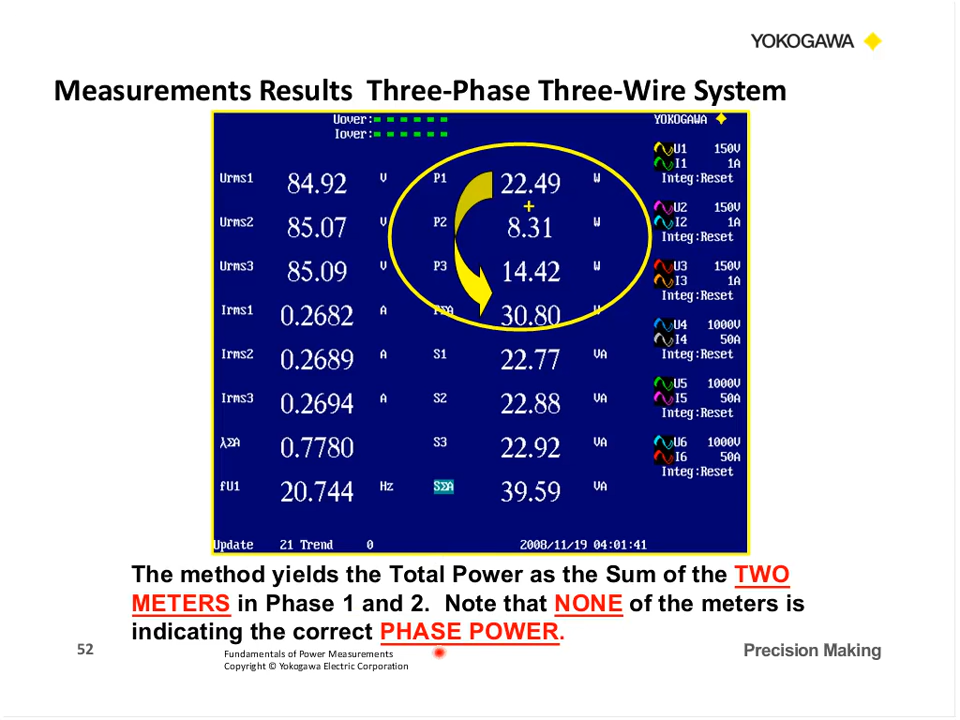 YOKOGAWA
Measurements Results Three-Phase Three-Wire System
Uover:
Iover:
YOKOGAWA
Urms1 84.92 V P1 22.49 W
+
Urms2 85.07 V P2 8.31 W
Urms3 85.09 V P3 14.42 W
Irms1 0.2682 A PΣA 30.80 W
Irms2 0.2689 A S1 22.77 VA
Irms3 0.2694 A S2 22.88 VA
λΣA 0.7780 S3 22.92 VA
fU1 20.744 Hz SΣA 39.59 VA
U1 150V
I1 1A
Integ:Reset
U2 150V
I2 1A
Integ:Reset
U3 150V
I3 1A
Integ:Reset
U4 1000V
I4 50A
Integ:Reset
U5 1000V
I5 50A
Integ:Reset
U6 1000V
I6 50A
Integ:Reset
Update 21 Trend 0 2008/11/19 04:01:41
The method yields the Total Power as the Sum of the TWO
METERS in Phase 1 and 2. Note that NONE of the meters is
indicating the correct PHASE POWER.
52
Fundamentals of Power Measurements
Copyright © Yokogawa Electric Corporation
Precision Making